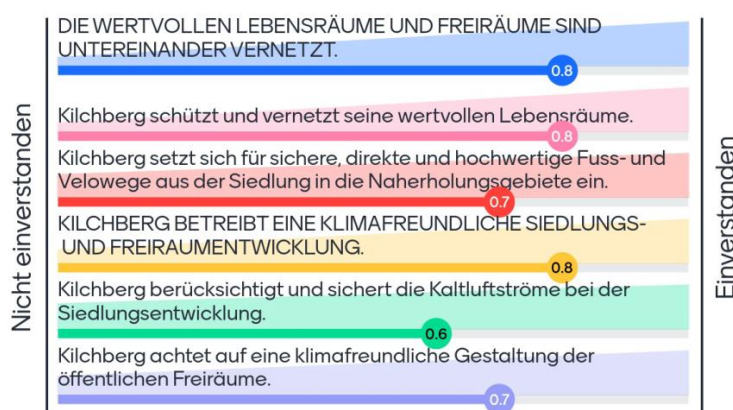 Nicht einverstanden
DIE WERTVOLLEN LEBENSRÄUME UND FREIRÄUME SIND
UNTEREINANDER VERNETZT.
0.8
Kilchberg schützt und vernetzt seine wertvollen Lebensräume.
0.8
Kilchberg setzt sich für sichere, direkte und hochwertige Fuss- und
Velowege aus der Siedlung in die Naherholungsgebiete ein.
0.7
KILCHBERG BETREIBT EINE KLIMAFREUNDLICHE SIEDLUNGS-
UND FREIRAUMENTWICKLUNG.
0.8
Kilchberg berücksichtigt und sichert die Kaltluftströme bei der
Siedlungsentwicklung.
0.6
Kilchberg achtet auf eine klimafreundliche Gestaltung der
öffentlichen Freiräume.
0.7
Einverstanden